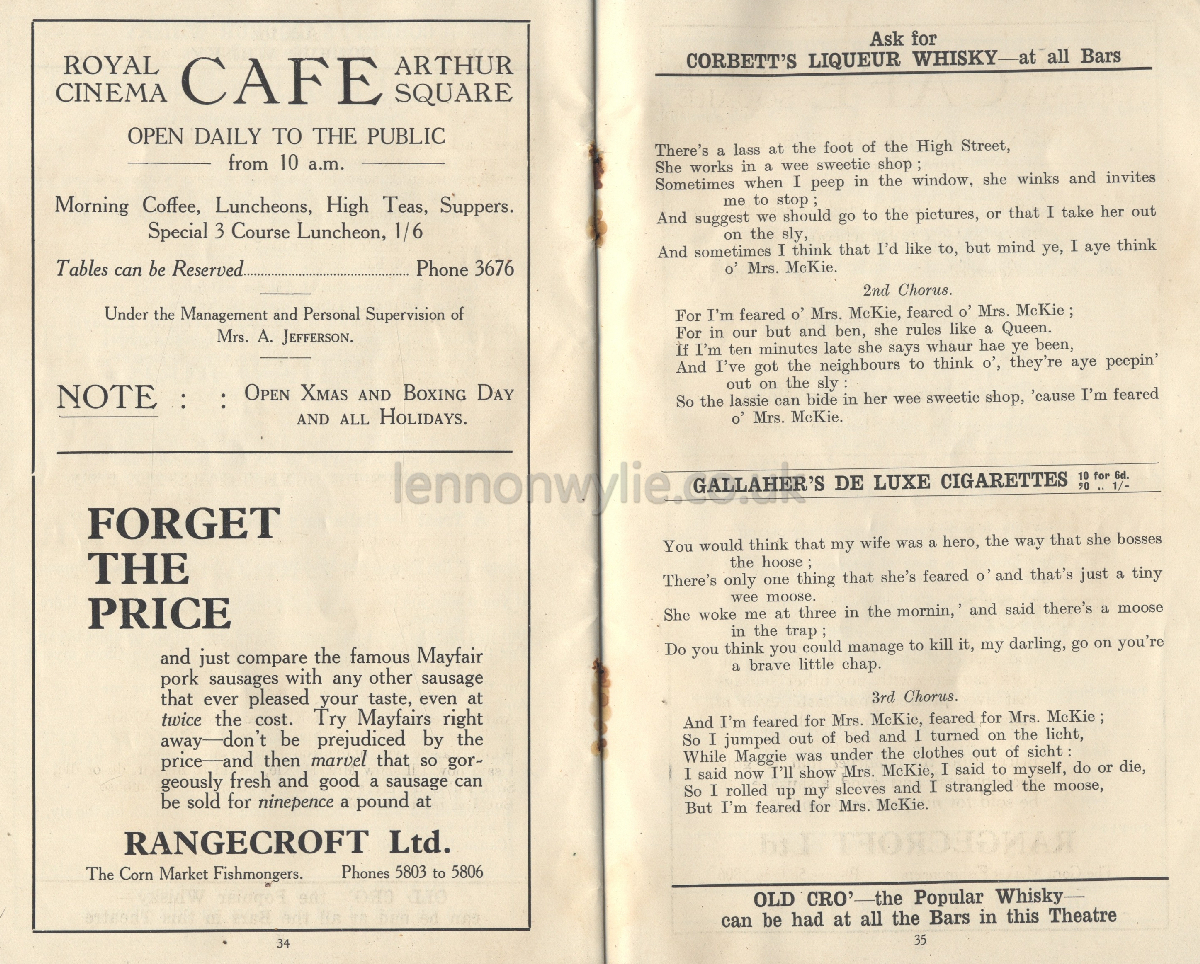 ROYAL CINEMA CAFE ARTHUR SQUARE
OPEN DAILY TO THE PUBLIC
from 10 a.m.
Morning Coffee, Luncheons, High Teas, Suppers.
Special 3 Course Luncheon, 1/6
Tables can be Reserved........................................ Phone 3676
Under the Management and Personal Supervision of
Mrs. A. Jefferson.
NOTE : : Open Xmas and Boxing Day
and all Holidays.
FORGET
THE
PRICE
and just compare the famous Mayfair
pork sausages with any other sausage
that ever pleased your taste, even at
twice the cost. Try Mayfairs right
away—don't be prejudiced by the
price—and then marvel that so gor-
geously fresh and good a sausage can
be sold for ninepence a pound at
RANGECROFT Ltd.
The Corn Market Fishmongers. Phones 5803 to 5806
34
Ask for
CORBETT'S LIQUEUR WHISKY—at all Bars
There's a lass at the foot of the High Street,
She works in a wee sweetie shop ;
Sometimes when I peep in the window, she winks and invites
me to stop ;
And suggest we should go to the pictures, or that I take her out
on the sly,
And sometimes I think that I'd like to, but mind ye, I aye think
o' Mrs. McKie.
2nd Chorus.
For I'm feared o' Mrs. McKie, feared o' Mrs. McKie ;
For in our but and ben, she rules like a Queen.
If I'm ten minutes late she says whaur hae ye been,
And I've got the neighbours to think o', they're aye peepin'
out on the sly :
So the lassie can bide in her wee sweetie shop, 'cause I'm feared
o' Mrs. McKie.
GALLAHER'S DE LUXE CIGARETTES 10 for 6d.
20 ,, 1/-
You would think that my wife was a hero, the way that she bosses
the hoose ;
There's only one thing that she's feared o' and that's just a tiny
wee moose.
She woke me at three in the mornin,' and said there's a moose
in the trap ;
Do you think you could manage to kill it, my darling, go on you're
a brave little chap.
3rd Chorus.
And I'm feared for Mrs. McKie, feared for Mrs. McKie ;
So I jumped out of bed and I turned on the licht,
While Maggie was under the clothes out of sicht :
I said now I'll show Mrs. McKie, I said to myself, do or die,
So I rolled up my sleeves and I strangled the moose,
But I'm feared for Mrs. McKie.
OLD CRO'—the Popular Whisky—
can be had at all the Bars in this Theatre
35
lennonwylie.co.uk